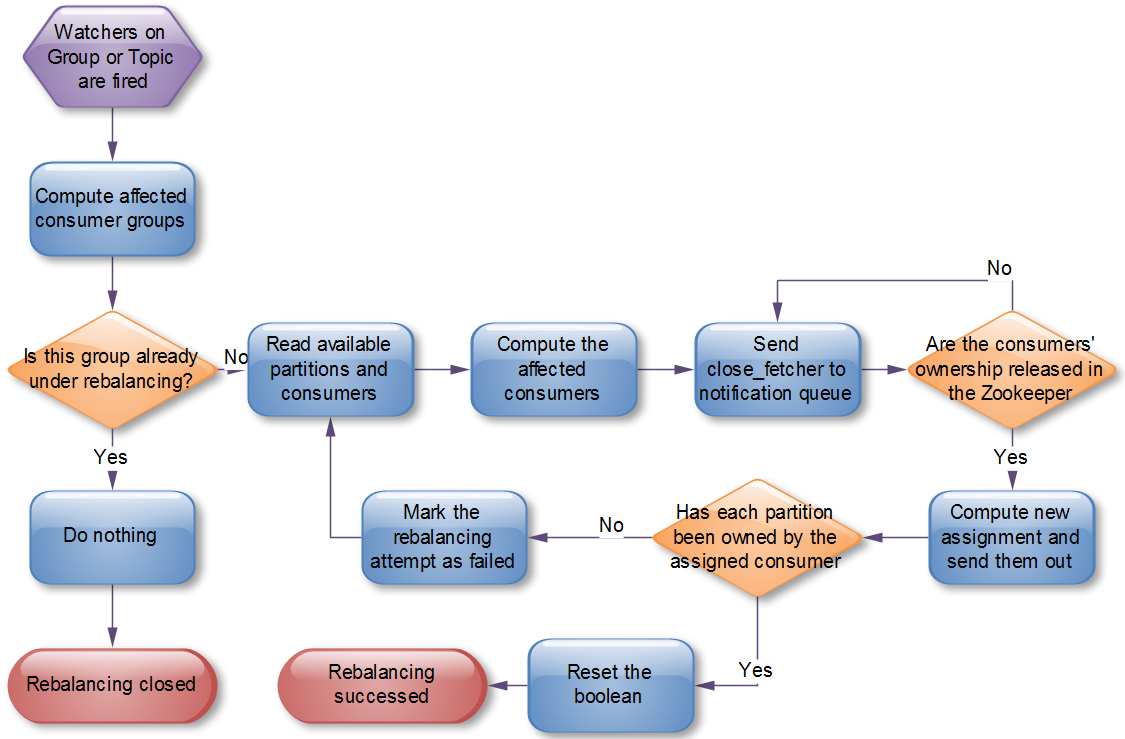 Watchers on
Group or Topic
are fired
Compute affected
consumer groups
Is this group already
under rebalancing?
No
Read available
partitions and
consumers
Compute the
affected
consumers
Send
close_fetcher to
notification queue
No
Are the consumers'
ownership released in
the Zookeeper
Yes
Yes
Do nothing
Mark the
rebalancing
attempt as failed
No
Has each partition
been owned by the
assigned consumer
Compute new
assignment and
send them out
Yes
Rebalancing closed
Rebalancing
successed
Reset the
boolean